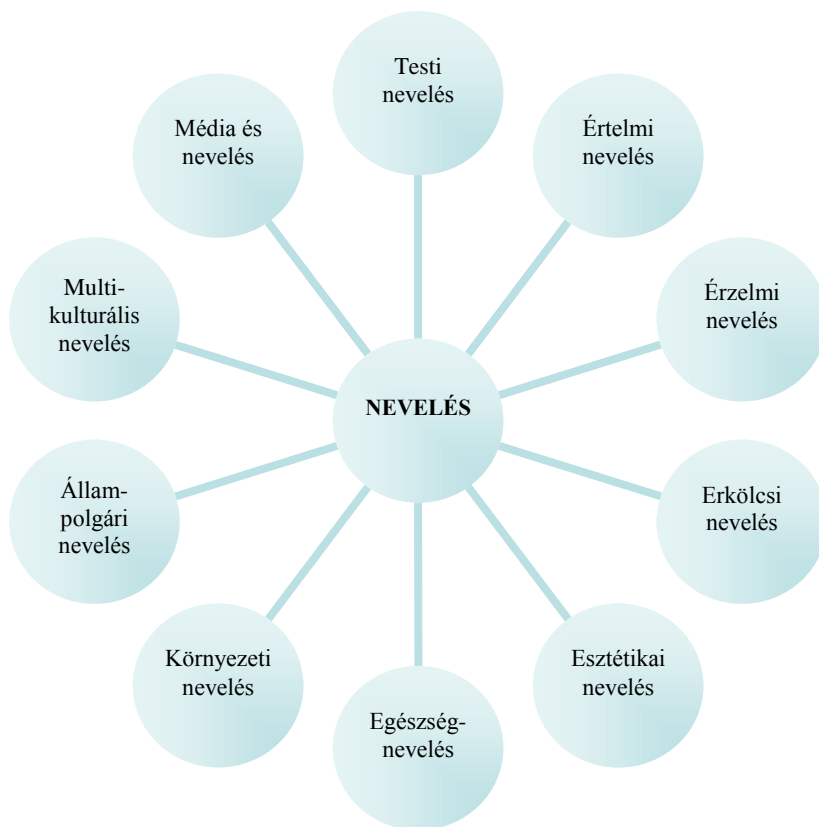 Testi
nevelés
Értelmi
nevelés
Érzelmi
nevelés
Erkölcsi
nevelés
Esztétikai
nevelés
Egészség-
nevelés
Környezeti
nevelés
Állam-
polgári
nevelés
Multi-
kulturális
nevelés
Média és
nevelés
NEVELÉS